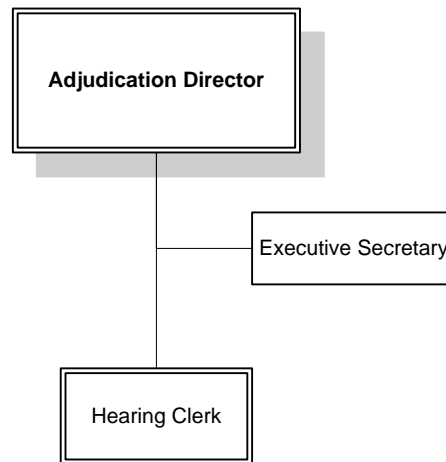 Adjudication Director
Executive Secretary
Hearing Clerk